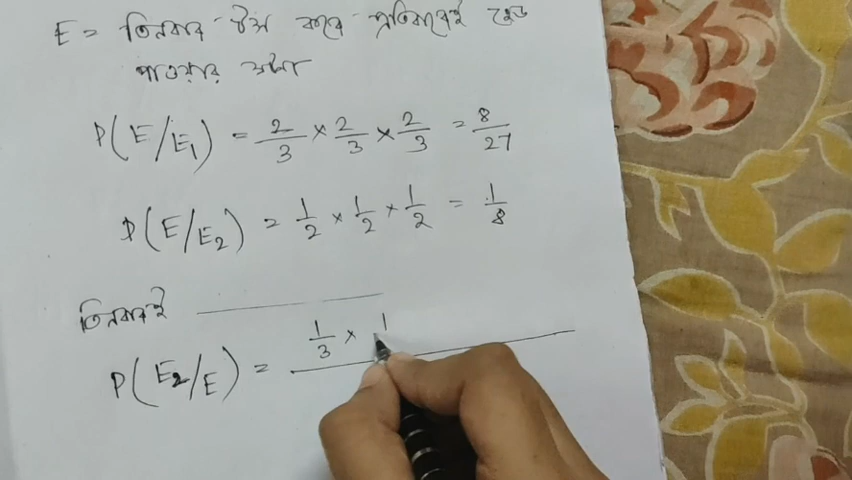 E = তিনবার টস করে প্রতিবারেই হেড
পাওয়ার ঘটনা
P(E/E₁) = 2/3 × 2/3 × 2/3 = 8/27
P(E/E₂) = 1/2 × 1/2 × 1/2 = 1/8
তিনবারই
P(E₂/E) = 1/3 × 1